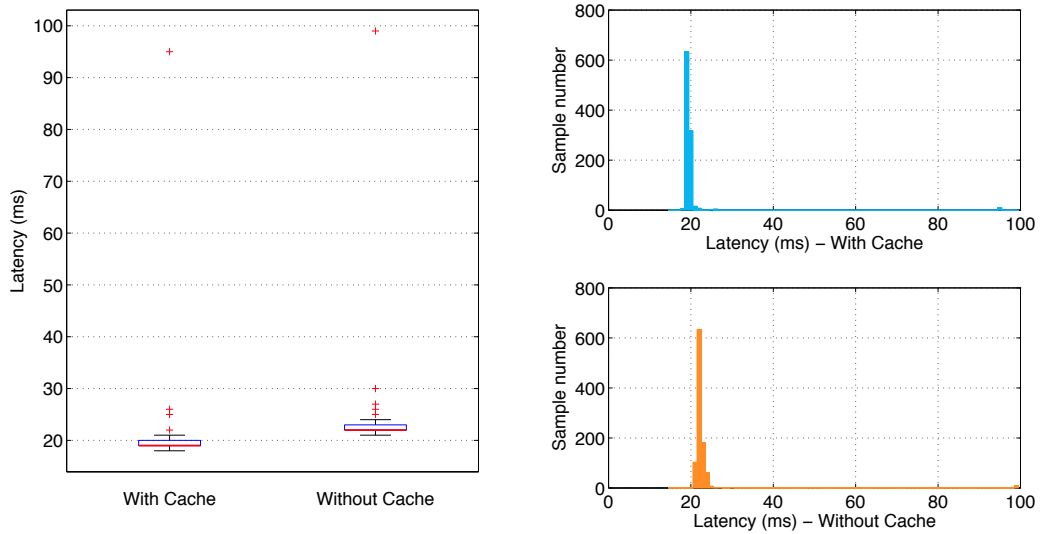 100
90
80
70
60
50
40
30
20
Latency (ms)
With Cache
Without Cache
800
600
400
200
0
Sample number
0 20 40 60 80 100
Latency (ms) − With Cache
800
600
400
200
0
Sample number
0 20 40 60 80 100
Latency (ms) − Without Cache